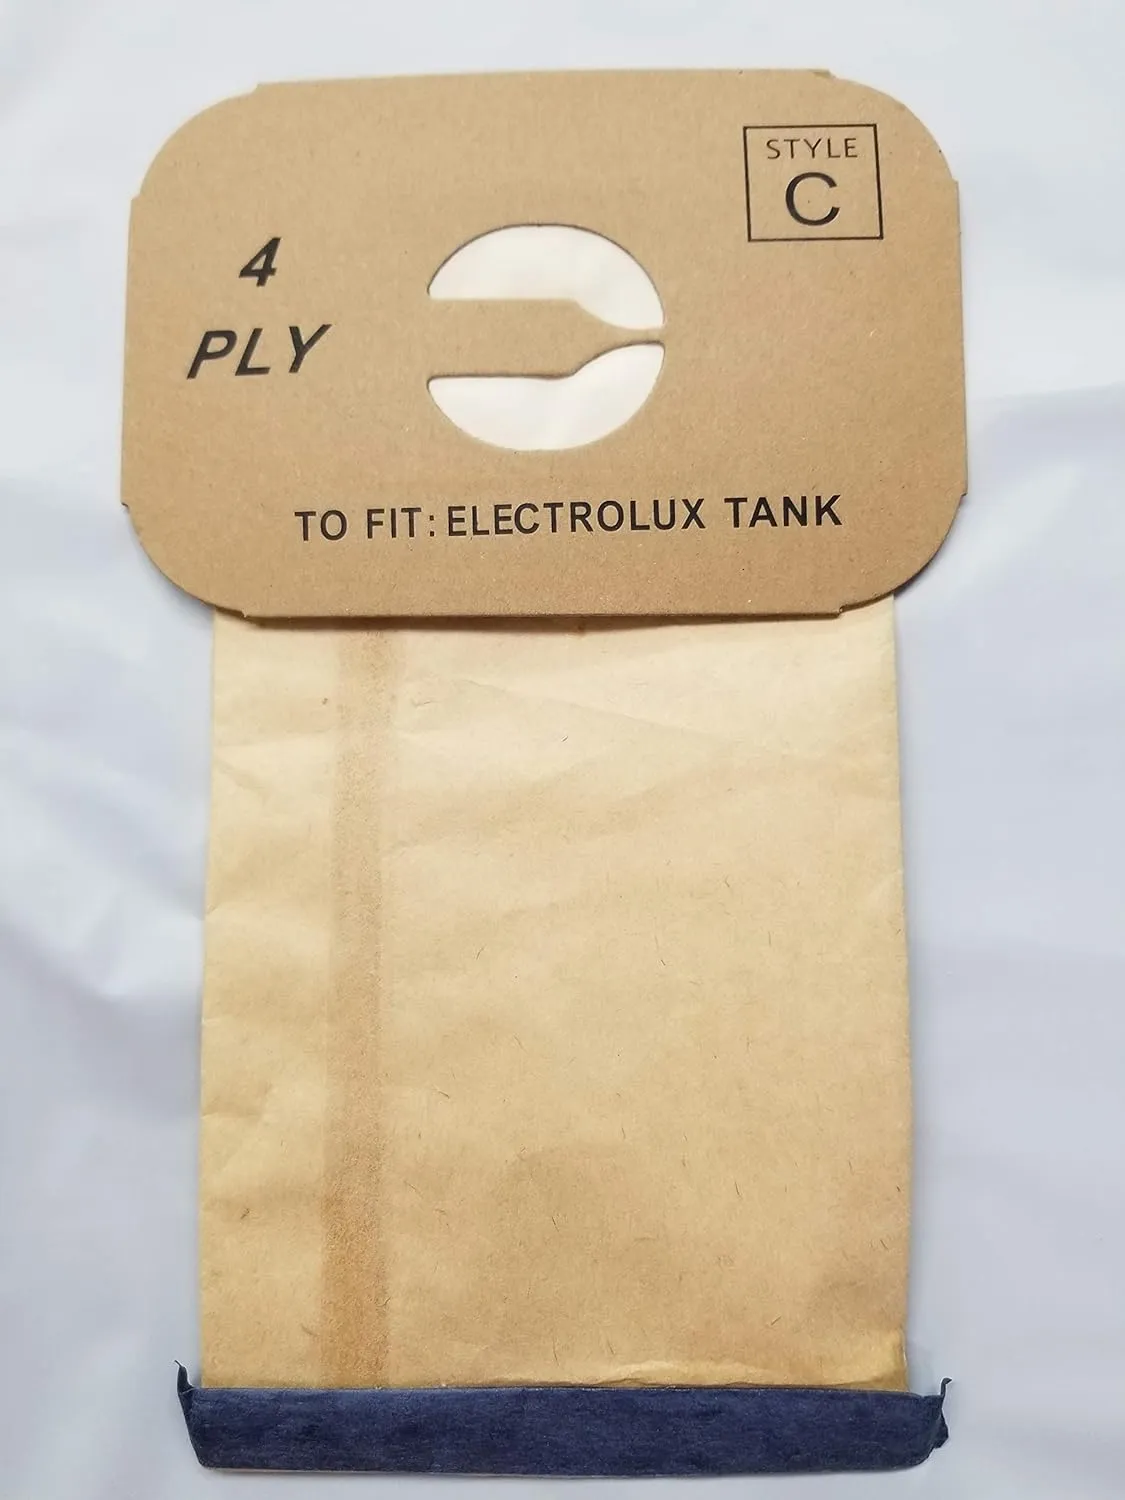 STYLE
C
4
PLY
TO FIT: ELECTROLUX TANK